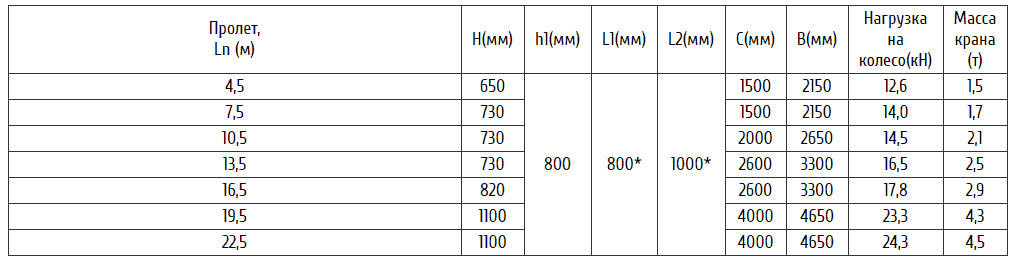 Пролет, Ln (м) H(мм) h1(мм) L1(мм) L2(мм) C(мм) B(мм) Нагрузка на колесо(кН) Масса крана (т)
4,5 650 800 800* 1000* 1500 2150 12,6 1,5
7,5 730 1500 2150 14,0 1,7
10,5 730 2000 2650 14,5 2,1
13,5 730 2600 3300 16,5 2,5
16,5 820 2600 3300 17,8 2,9
19,5 1100 4000 4650 23,3 4,3
22,5 1100 4000 4650 24,3 4,5